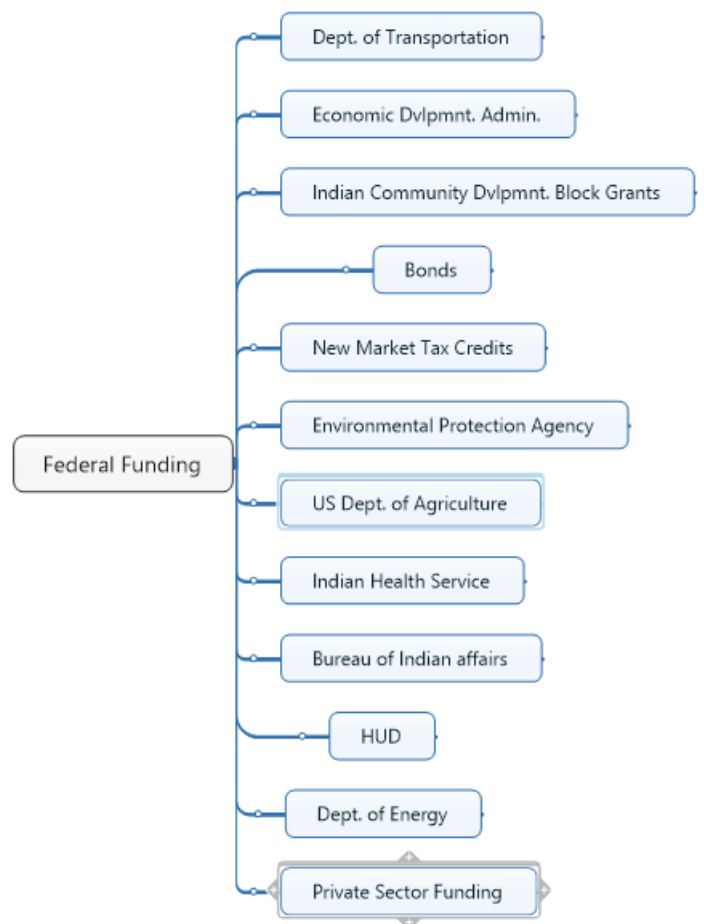 Dept. of Transportation
Economic Dvlpmnt. Admin.
Indian Community Dvlpmnt. Block Grants
Bonds
New Market Tax Credits
Environmental Protection Agency
Federal Funding
US Dept. of Agriculture
Indian Health Service
Bureau of Indian affairs
HUD
Dept. of Energy
Private Sector Funding